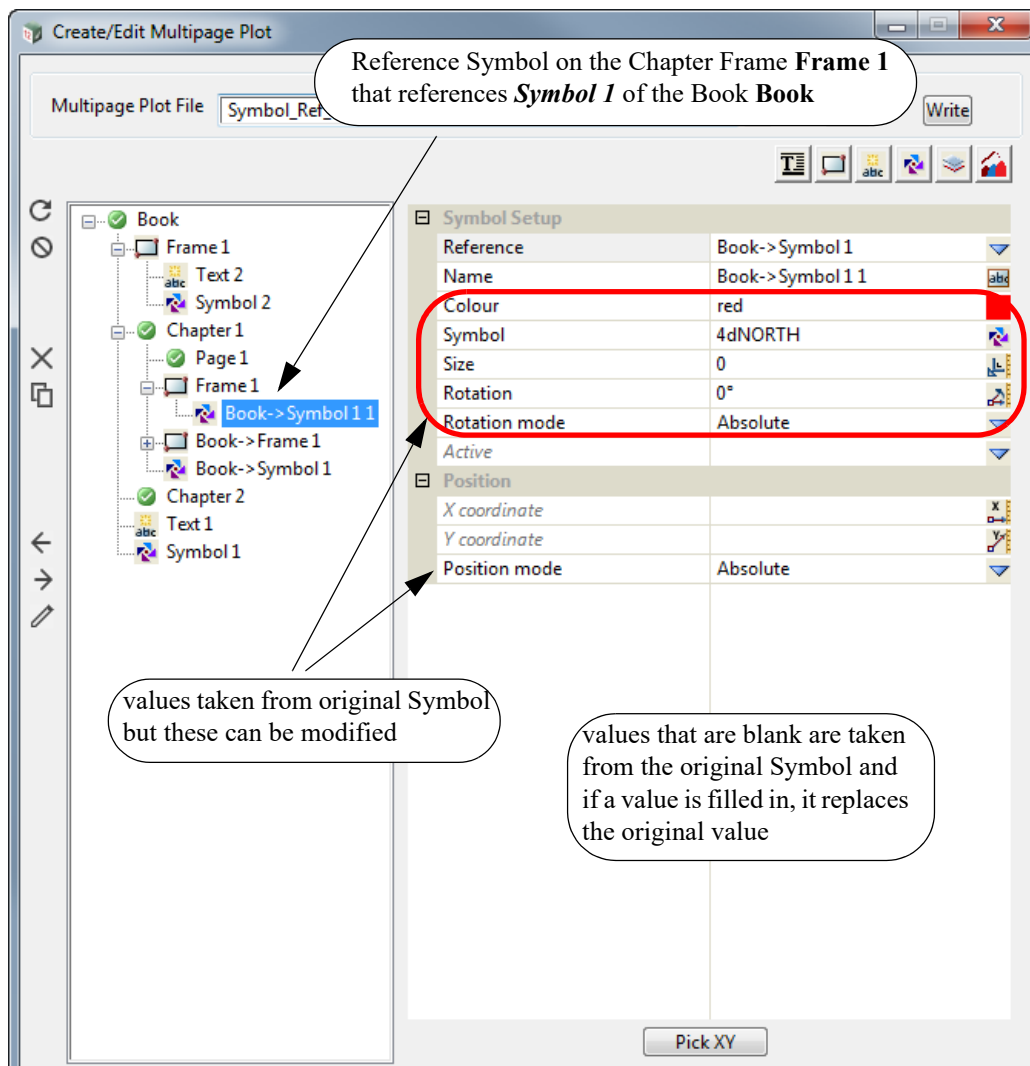 Create/Edit Multipage Plot
Reference Symbol on the Chapter Frame Frame 1
that references Symbol 1 of the Book Book
Multipage Plot File
Symbol_Ref_
Write
Book
Frame 1
abc Text 2
Symbol 2
Chapter 1
Page 1
Frame 1
Book->Symbol 1 1
Book->Frame 1
Book->Symbol 1
Chapter 2
abc Text 1
Symbol 1
Symbol Setup
Reference Book->Symbol 1
Name Book->Symbol 1 1 abc
Colour red
Symbol 4dNORTH
Size 0
Rotation 0°
Rotation mode Absolute
Active
Position
X coordinate X
Y coordinate Y
Position mode Absolute
values taken from original Symbol
but these can be modified
values that are blank are taken
from the original Symbol and
if a value is filled in, it replaces
the original value
Pick XY